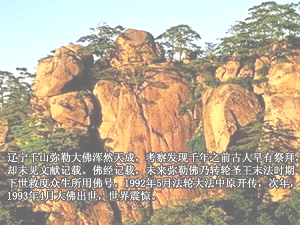 辽宁千山弥勒大佛浑然天成，考察发现千年之前古人早有祭拜，
却未见文献记载。佛经记载，未来弥勒佛乃转轮圣王末法时期
下世救度众生所用佛号。1992年5月法轮大法中原开传，次年，
1993年4月大佛出世，世界震惊。